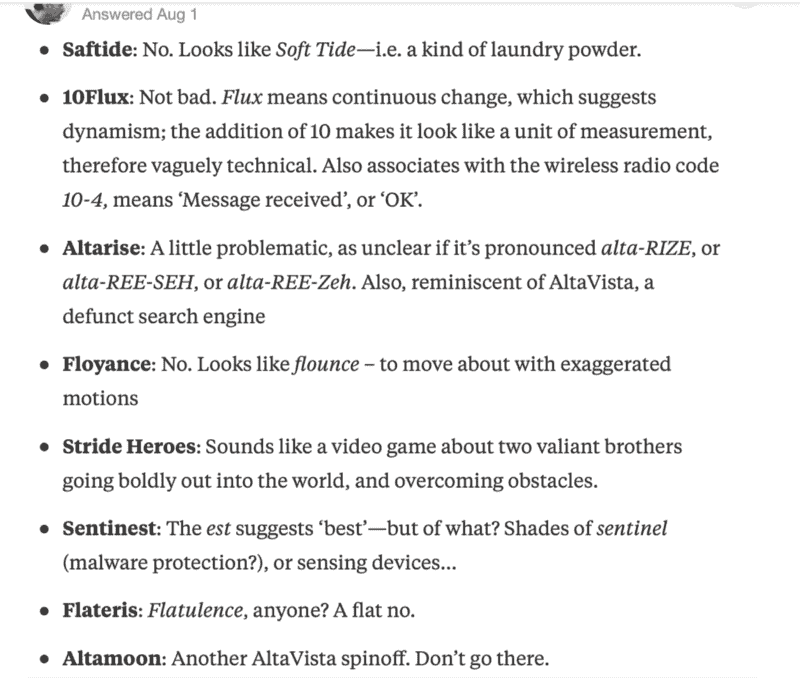 Answered Aug 1
• Saftide: No. Looks like Soft Tide—i.e. a kind of laundry powder.
• 10Flux: Not bad. Flux means continuous change, which suggests
dynamism; the addition of 10 makes it look like a unit of measurement,
therefore vaguely technical. Also associates with the wireless radio code
10-4, means ‘Message received’, or ‘OK’.
• Altarise: A little problematic, as unclear if it’s pronounced alta-RIZE, or
alta-REE-SEH, or alta-REE-Zeh. Also, reminiscent of AltaVista, a
defunct search engine
• Floyance: No. Looks like flounce – to move about with exaggerated
motions
• Stride Heroes: Sounds like a video game about two valiant brothers
going boldly out into the world, and overcoming obstacles.
• Sentinest: The est suggests ‘best’—but of what? Shades of sentinel
(malware protection?), or sensing devices...
• Flateris: Flatulence, anyone? A flat no.
• Altamoon: Another AltaVista spinoff. Don’t go there.